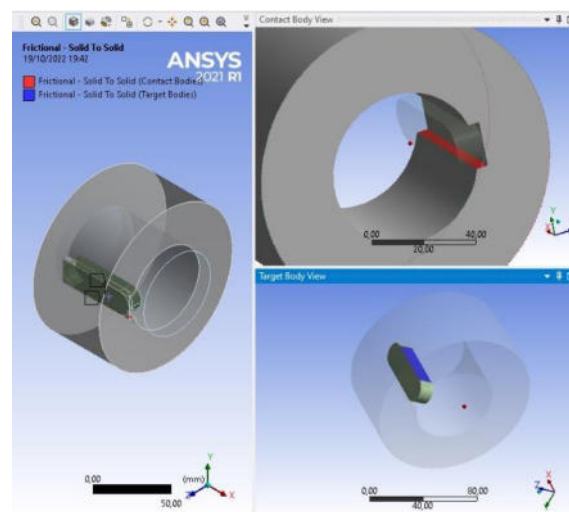 Frictional - Solid To Solid
19/10/2022 19:42
Frictional - Solid To Solid (Contact Bodies)
Frictional - Solid To Solid (Target Bodies)
ANSYS
2021 R1
0,00
(mm)
50,00
Z
Y
X
Contact Body View
0,00
40,00
20,00
Y
X
Target Body View
0,00
80,00
40,00
Z
Y
X